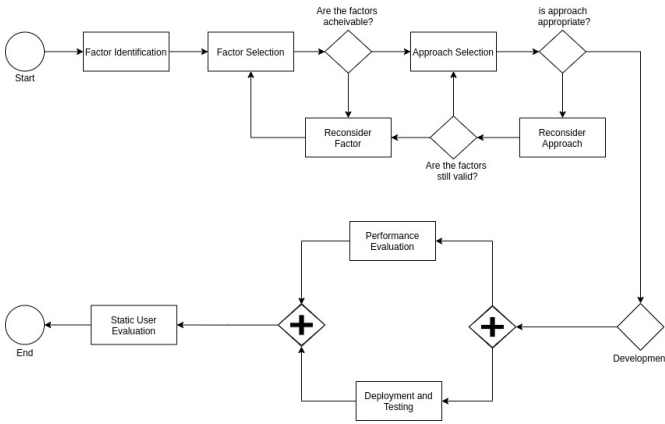 Are the factors
acheivable?
is approach
appropriate?
Factor Identification
Factor Selection
Approach Selection
Start
Reconsider
Factor
Reconsider
Approach
Are the factors
still valid?
Performance
Evaluation
Static User
Evaluation
End
Developmen
Deployment and
Testing